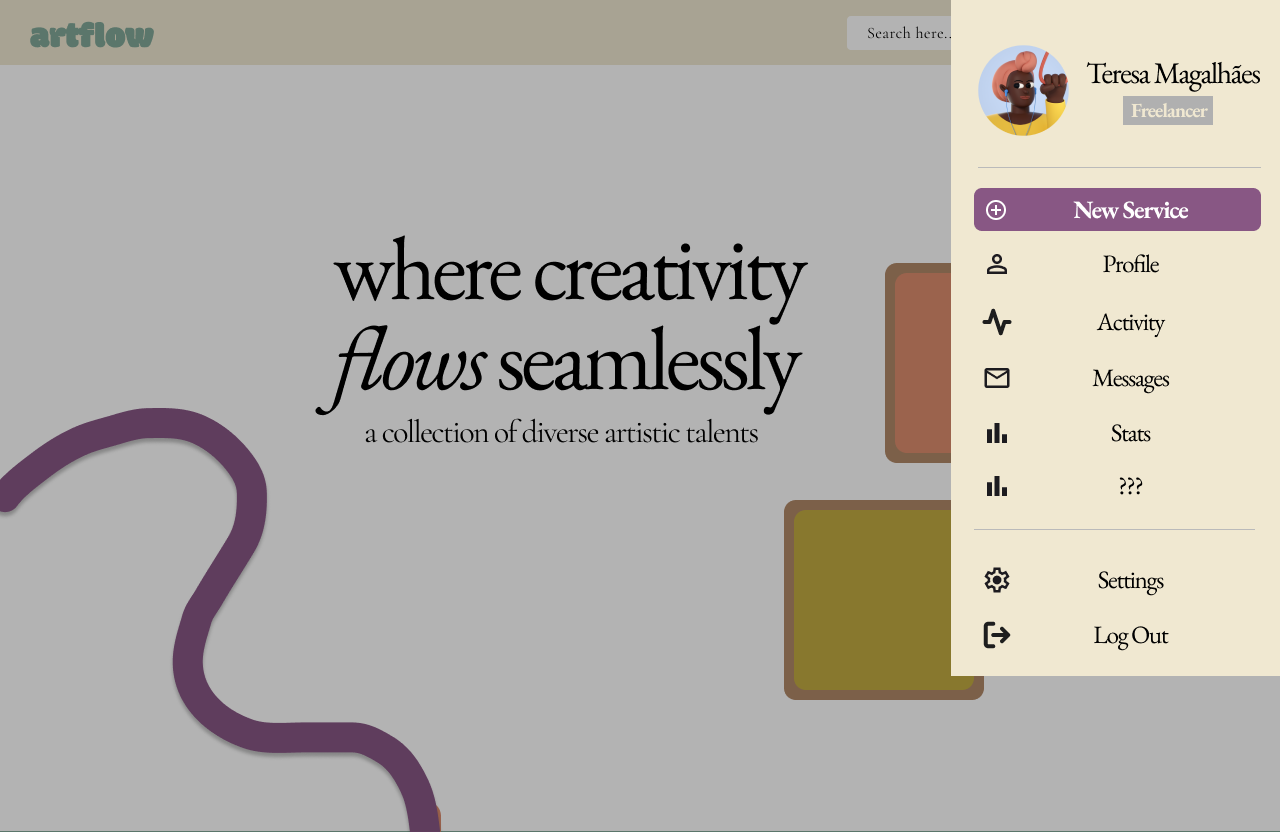 artflow
Search here..
where creativity
flows seamlessly
a collection of diverse artistic talents
Teresa Magalhães
Freelancer
New Service
Profile
Activity
Messages
Stats
???
Settings
Log Out